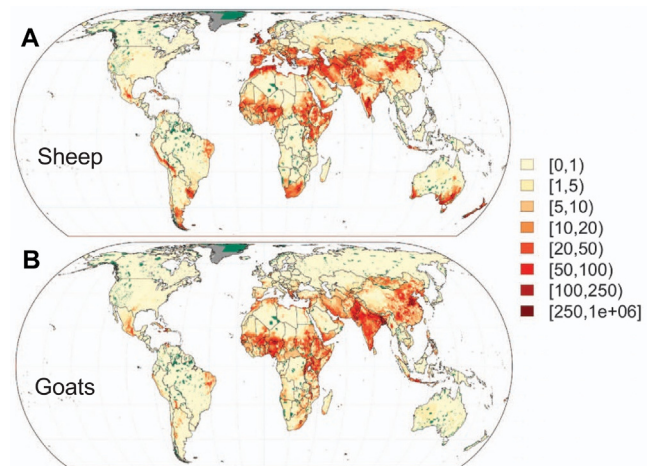 A
Sheep
[0,1)
[1,5)
[5,10)
[10,20)
[20,50)
[50,100)
[100,250)
[250,1e+06]
B
Goats